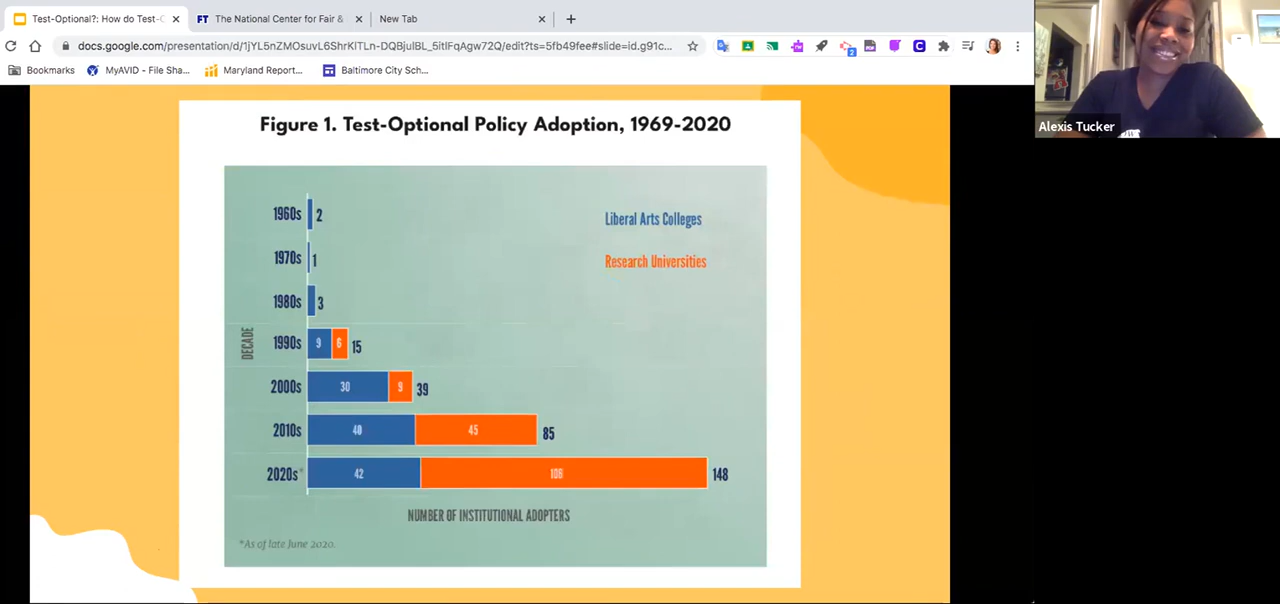 Test-Optional?: How do Test-O
The National Center for Fair &
New Tab
docs.google.com/presentation/d/1jYL5nZMOsuvL6ShrKlTLn-DQBjulBL_5itlFqAgw72Q/edit?ts=5fb49fee#slide=id.g91c...
Bookmarks
MyAVID - File Sha...
Maryland Report...
Baltimore City Sch...
Alexis Tucker
Figure 1. Test-Optional Policy Adoption, 1969-2020
Liberal Arts Colleges
Research Universities
DECADE
1960s 2
1970s 1
1980s 3
1990s 9 6 15
2000s 30 9 39
2010s 40 45 85
2020s* 42 106 148
NUMBER OF INSTITUTIONAL ADOPTERS
*As of late June 2020.